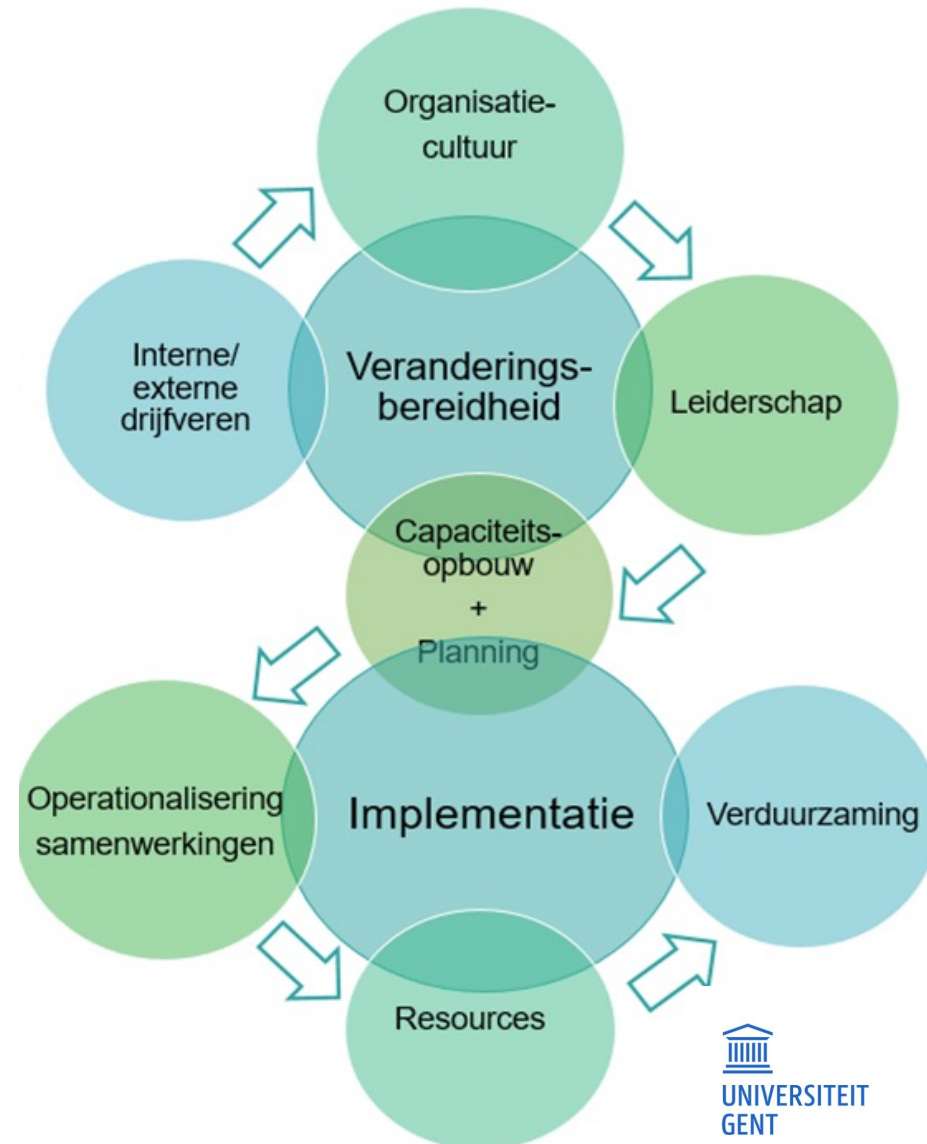 Organisatie-
cultuur
Interne/
externe
drijfveren
Veranderings-
bereidheid
Leiderschap
Capaciteits-
opbouw
+
Planning
Operationalisering
samenwerkingen
Implementatie
Verduurzaming
Resources
UNIVERSITEIT
GENT